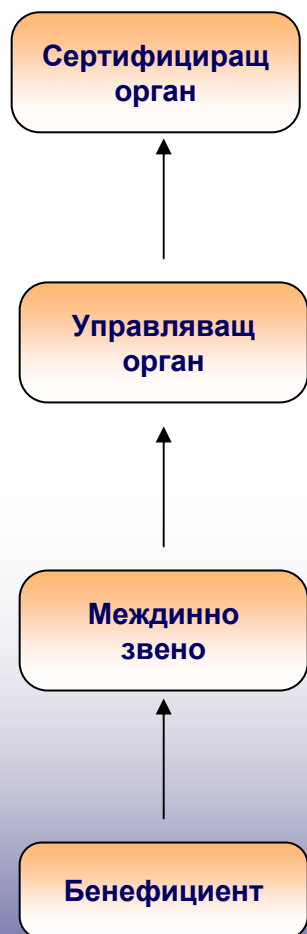 Сертифициращ
орган
Управляващ
орган
Междинно
звено
Бенефициент